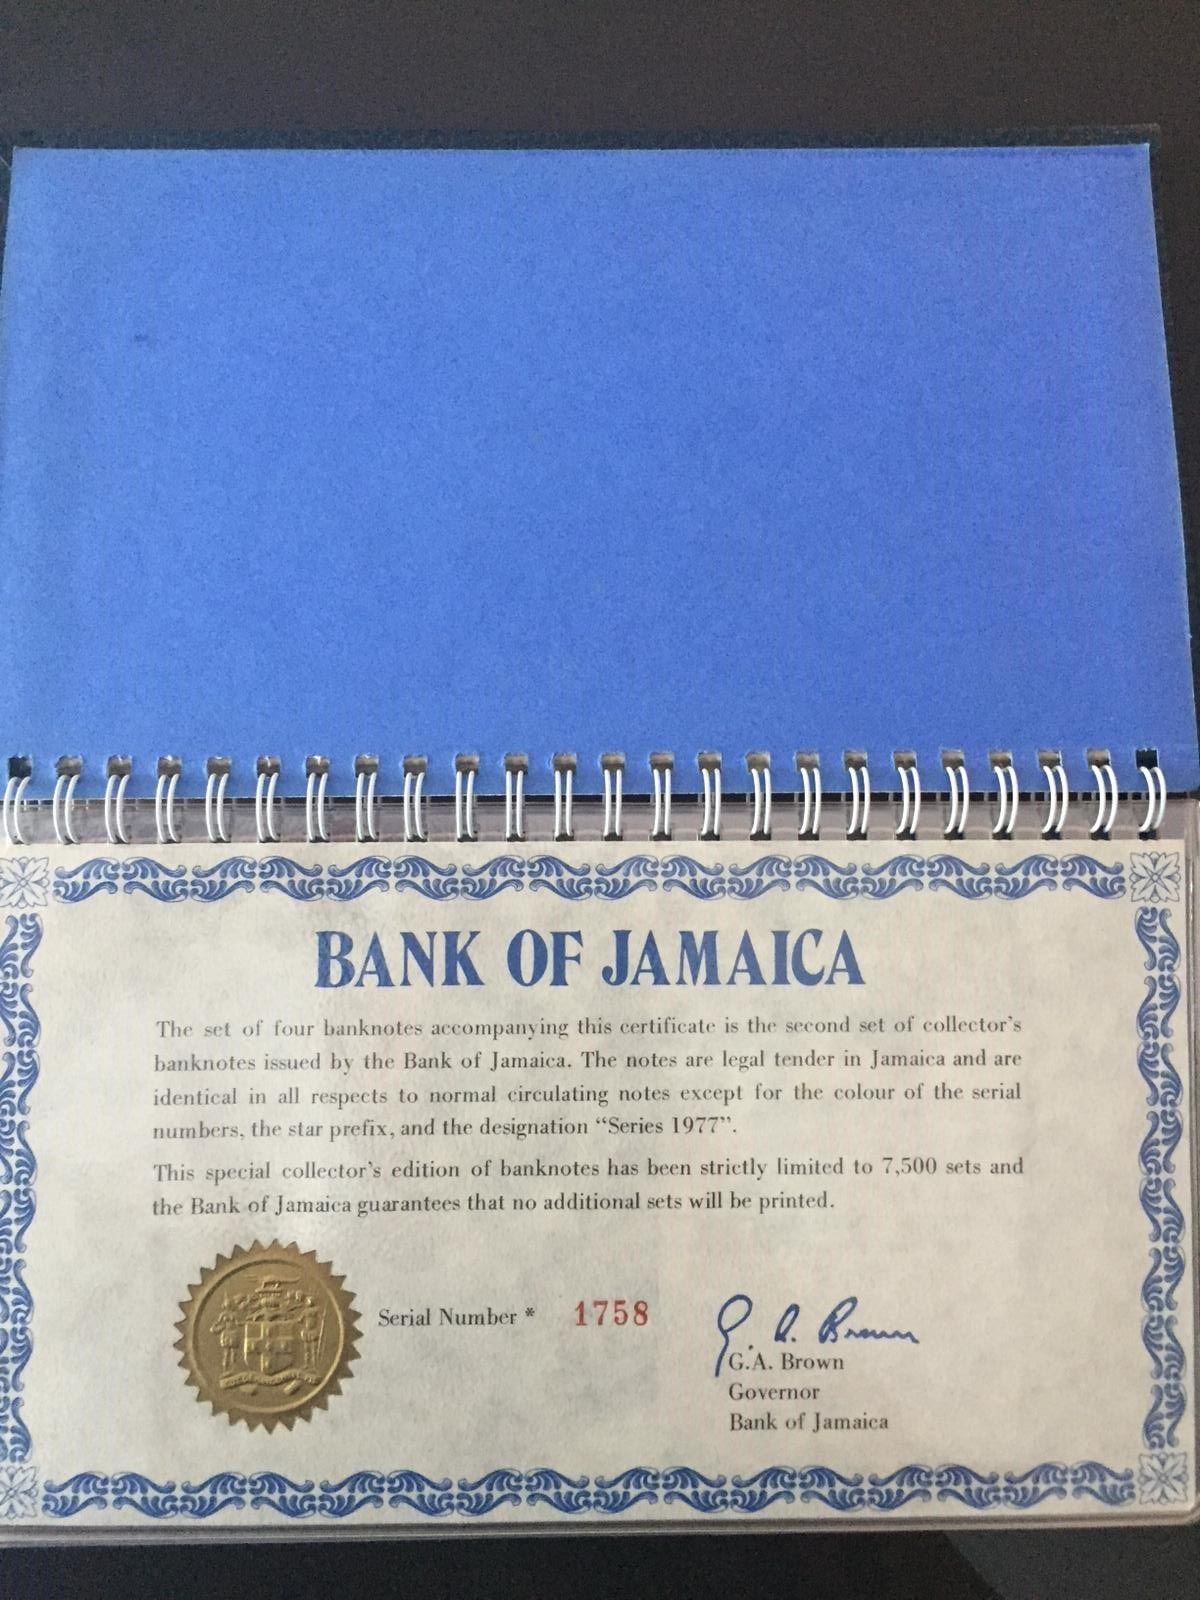 BANK OF JAMAICA
The set of four banknotes accompanying this certificate is the second set of collector's
banknotes issued by the Bank of Jamaica. The notes are legal tender in Jamaica and are
identical in all respects to normal circulating notes except for the colour of the serial
numbers, the star prefix, and the designation “Series 1977”.
This special collector's edition of banknotes has been strictly limited to 7,500 sets and
the Bank of Jamaica guarantees that no additional sets will be printed.
Serial Number * 1758
G. A. Brown
G.A. Brown
Governor
Bank of Jamaica